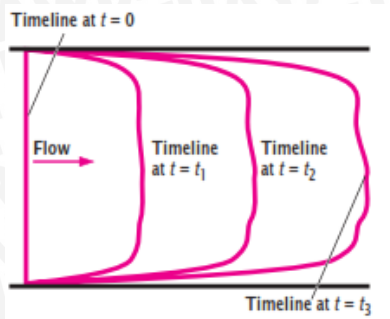 Timeline at t = 0
Flow
Timeline
at t = t₁
Timeline
at t = t₂
Timeline at t = t₃